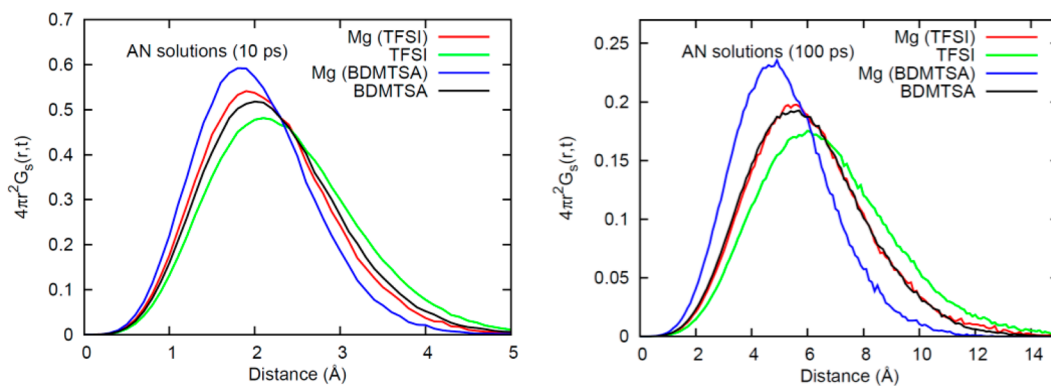 4πr²Gₛ(r,t)
0.7
0.6
0.5
0.4
0.3
0.2
0.1
0
AN solutions (10 ps)
Mg (TFSI)
TFSI
Mg (BDMTSA)
BDMTSA
0 1 2 3 4 5
Distance (Å)
4πr²Gₛ(r,t)
0.25
0.2
0.15
0.1
0.05
0
AN solutions (100 ps)
Mg (TFSI)
TFSI
Mg (BDMTSA)
BDMTSA
0 2 4 6 8 10 12 14
Distance (Å)